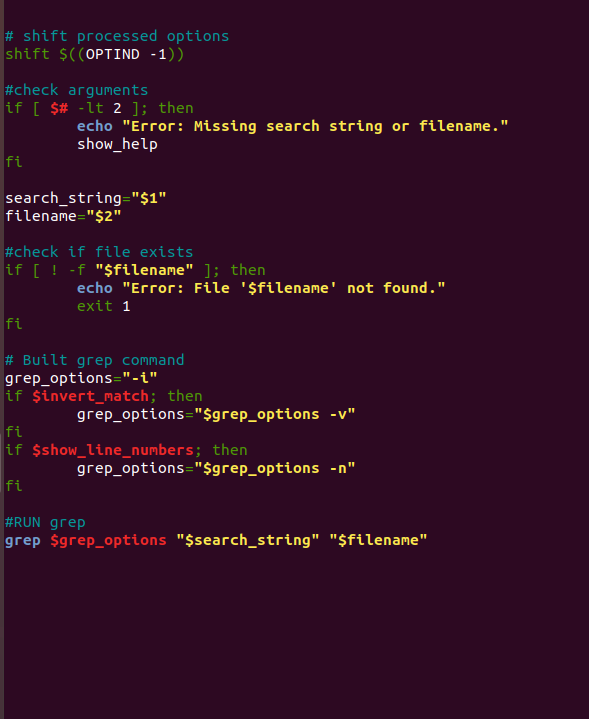 # shift processed options
shift $((OPTIND -1))
#check arguments
if [ $# -lt 2 ]; then
echo "Error: Missing search string or filename."
show_help
fi
search_string="$1"
filename="$2"
#check if file exists
if [ ! -f "$filename" ]; then
echo "Error: File '$filename' not found."
exit 1
fi
# Built grep command
grep_options="-i"
if $invert_match; then
grep_options="$grep_options -v"
fi
if $show_line_numbers; then
grep_options="$grep_options -n"
fi
#RUN grep
grep $grep_options "$search_string" "$filename"